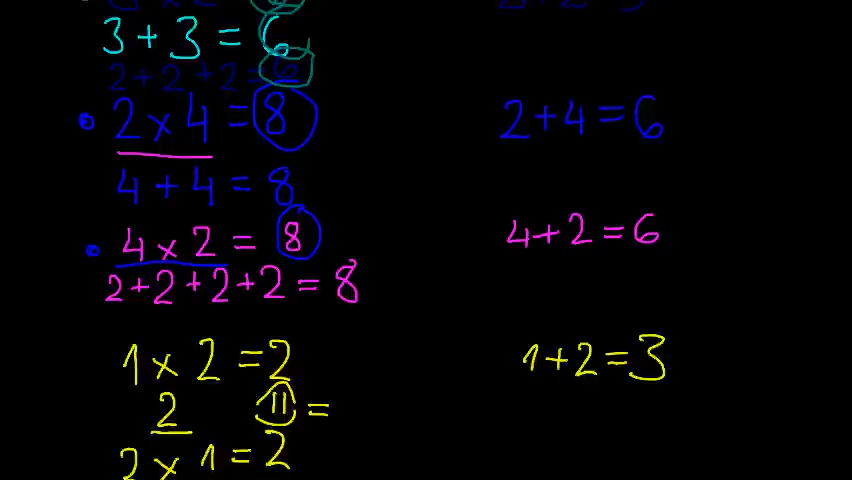 3 + 3 = 6
2 + 2 + 2 = 6
2 × 4 = 8 2 + 4 = 6
4 + 4 = 8
4 × 2 = 8 4 + 2 = 6
2 + 2 + 2 + 2 = 8
1 × 2 = 2 1 + 2 = 3
2 11 =
2 × 1 = 2